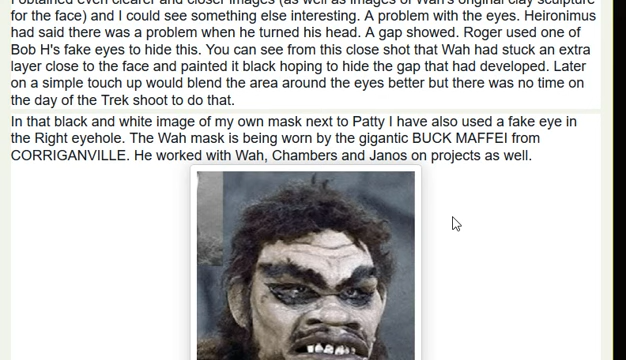 I obtained even clearer and closer images (as well as images of Wah's original clay sculpture
for the face) and I could see something else interesting. A problem with the eyes. Heironimus
had said there was a problem when he turned his head. A gap showed. Roger used one of
Bob H's fake eyes to hide this. You can see from this close shot that Wah had stuck an extra
layer close to the face and painted it black hoping to hide the gap that had developed. Later
on a simple touch up would blend the area around the eyes better but there was no time on
the day of the Trek shoot to do that.
In that black and white image of my own mask next to Patty I have also used a fake eye in
the Right eyehole. The Wah mask is being worn by the gigantic BUCK MAFFEI from
CORRIGANVILLE. He worked with Wah, Chambers and Janos on projects as well.